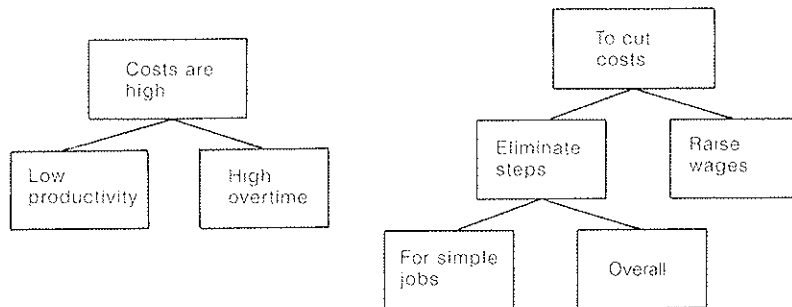 Costs are
high
Low
productivity
High
overtime
To cut
costs
Eliminate
steps
Raise
wages
For simple
jobs
Overall